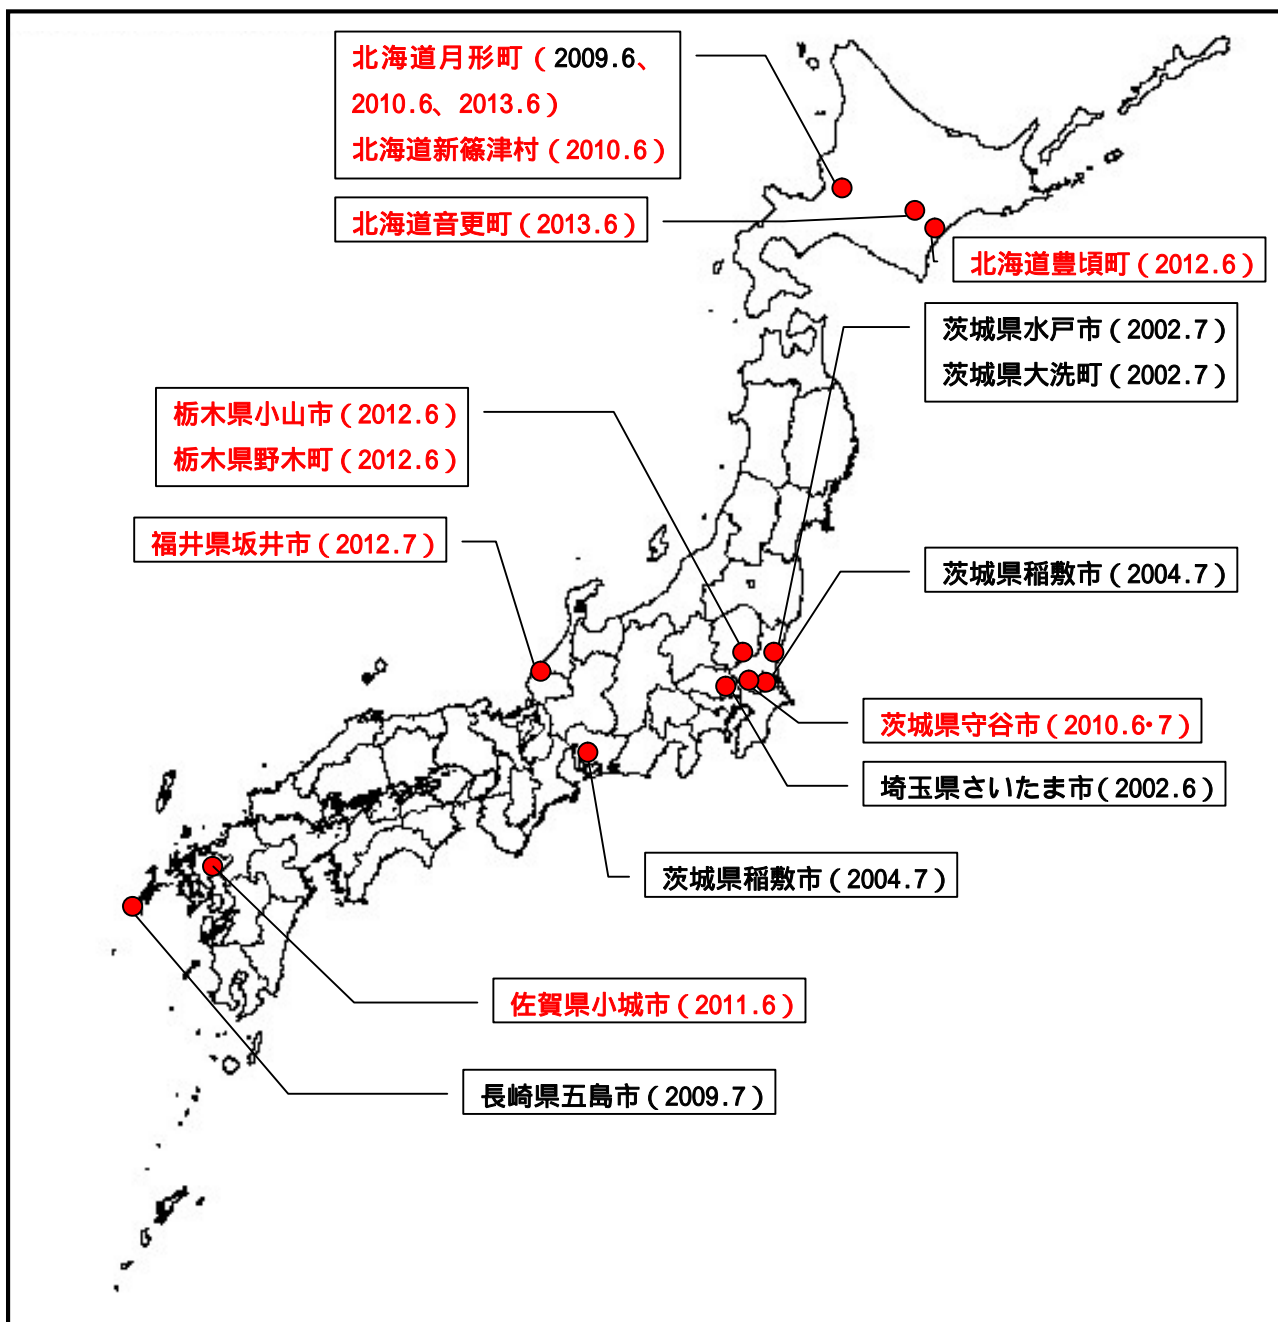 北海道月形町（2009.6、
2010.6、2013.6）
北海道新篠津村（2010.6）
北海道音更町（2013.6）
北海道豊頃町（2012.6）
茨城県水戸市（2002.7）
茨城県大洗町（2002.7）
栃木県小山市（2012.6）
栃木県野木町（2012.6）
福井県坂井市（2012.7）
茨城県稲敷市（2004.7）
茨城県守谷市（2010.6･7）
埼玉県さいたま市（2002.6）
茨城県稲敷市（2004.7）
佐賀県小城市（2011.6）
長崎県五島市（2009.7）